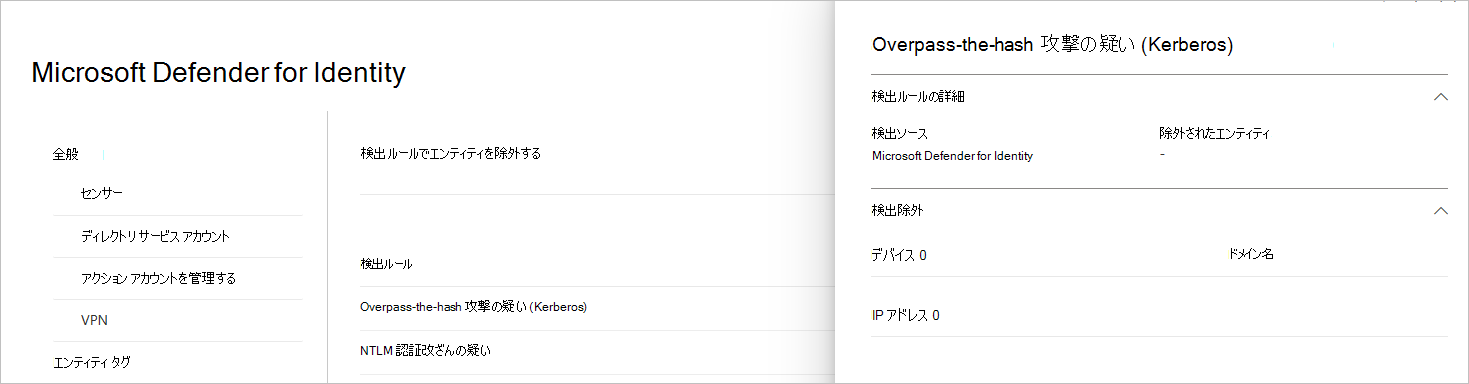 Microsoft Defender for Identity
全般
センサー
ディレクトリ サービス アカウント
アクション アカウントを管理する
VPN
エンティティ タグ
検出ルールでエンティティを除外する
検出ルール
Overpass-the-hash 攻撃の疑い (Kerberos)
NTLM 認証改ざんの疑い
Overpass-the-hash 攻撃の疑い (Kerberos)
検出ルールの詳細
検出ソース 除外されたエンティティ
Microsoft Defender for Identity -
検出除外
デバイス 0 ドメイン名
IP アドレス 0